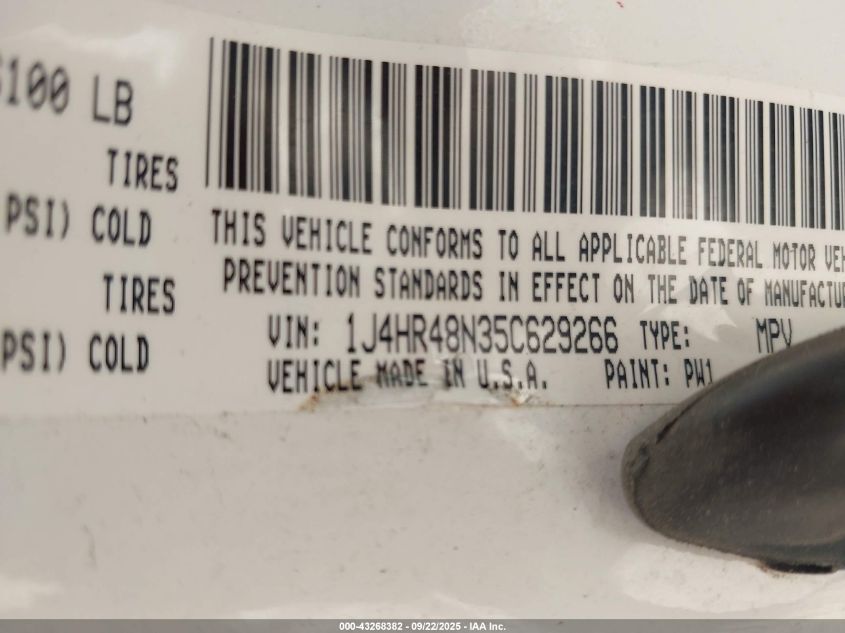 6100 LB
TIRES
PSI) COLD
TIRES
PSI) COLD
THIS VEHICLE CONFORMS TO ALL APPLICABLE FEDERAL MOTOR VEH
PREVENTION STANDARDS IN EFFECT ON THE DATE OF MANUFACTUR
VIN: 1J4HR48N35C629266 TYPE: MPV
VEHICLE MADE IN U.S.A. PAINT: PW1
000-43268382 - 09/22/2025 - IAA Inc.